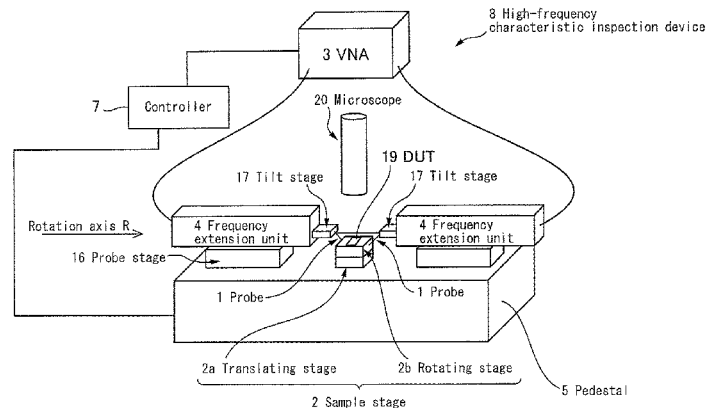 8 High-frequency
characteristic inspection device
3 VNA
7
Controller
20 Microscope
19 DUT
17 Tilt stage
17 Tilt stage
Rotation axis R
4 Frequency
extension unit
4 Frequency
extension unit
16 Probe stage
1 Probe
1 Probe
2a Translating stage
2b Rotating stage
5 Pedestal
2 Sample stage